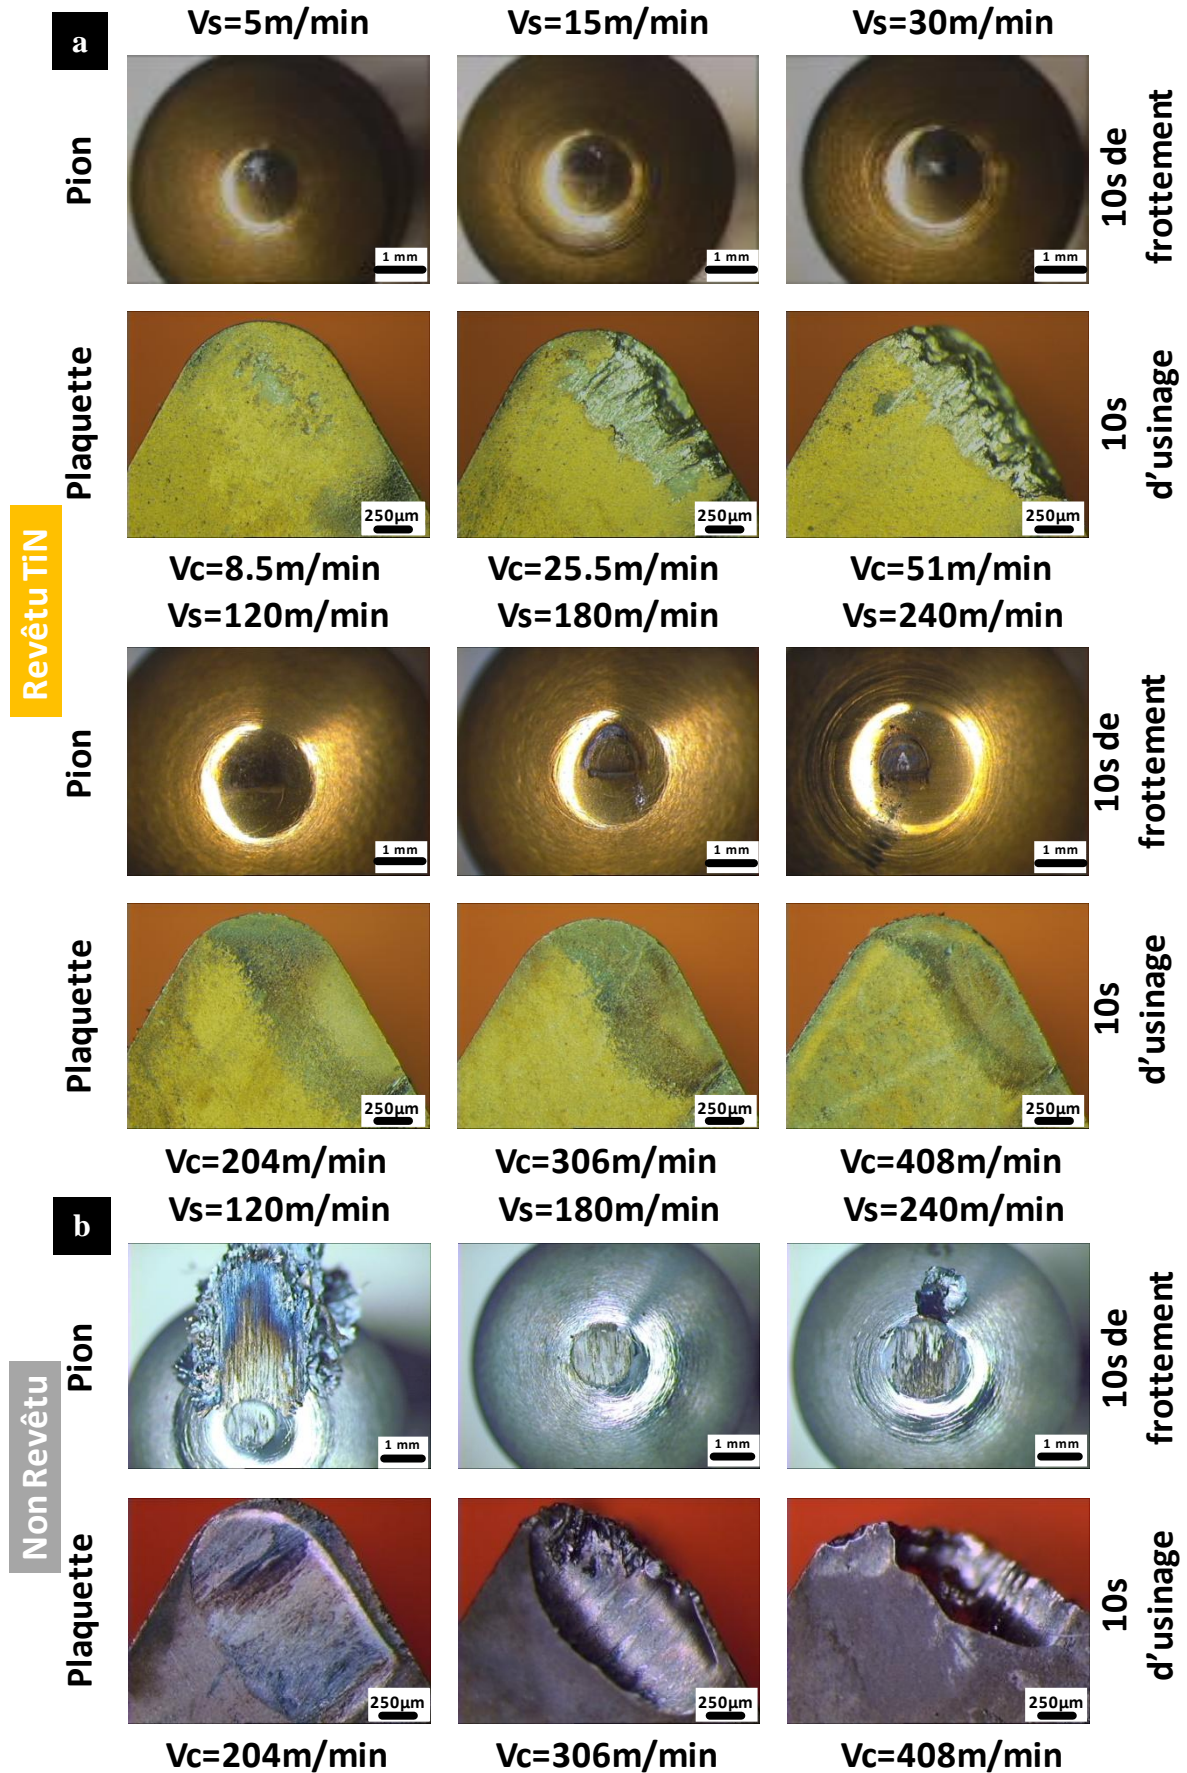 a
Vs=5m/min
Vs=15m/min
Vs=30m/min
Pion
1 mm
1 mm
1 mm
10s de
frottement
Plaquette
250µm
250µm
250µm
10s
d'usinage
Revêtu TiN
Vc=8.5m/min
Vc=25.5m/min
Vc=51m/min
Vs=120m/min
Vs=180m/min
Vs=240m/min
Pion
1 mm
1 mm
1 mm
10s de
frottement
Plaquette
250µm
250µm
250µm
10s
d'usinage
Vc=204m/min
Vc=306m/min
Vc=408m/min
b
Vs=120m/min
Vs=180m/min
Vs=240m/min
Pion
1 mm
1 mm
1 mm
10s de
frottement
Non Revêtu
Plaquette
250µm
250µm
250µm
10s
d'usinage
Vc=204m/min
Vc=306m/min
Vc=408m/min